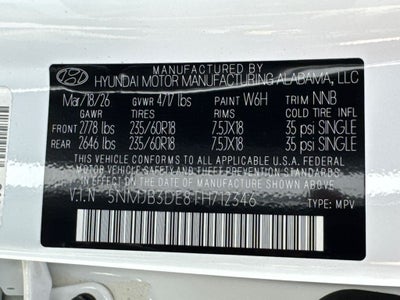 MANUFACTURED BY
HYUNDAI MOTOR MANUFACTURING ALABAMA, LLC
Mar/18/26 GVWR 4717 lbs PAINT W6H TRIM NNB
GAWR TIRES RIMS COLD TIRE INFL
FRONT 2778 lbs 235/60R18 7.5JX18 35 psi SINGLE
REAR 2646 lbs 235/60R18 7.5JX18 35 psi SINGLE
THIS VEHICLE CONFORMS TO ALL APPLICABLE U.S.A. FEDERAL
MOTOR VEHICLE SAFETY AND THEFT PREVENTION STANDARDS
IN EFFECT ON THE DATE OF MANUFACTURE SHOWN ABOVE.
V.I.N 5NMJB3DE8TH712346
TYPE: MPV